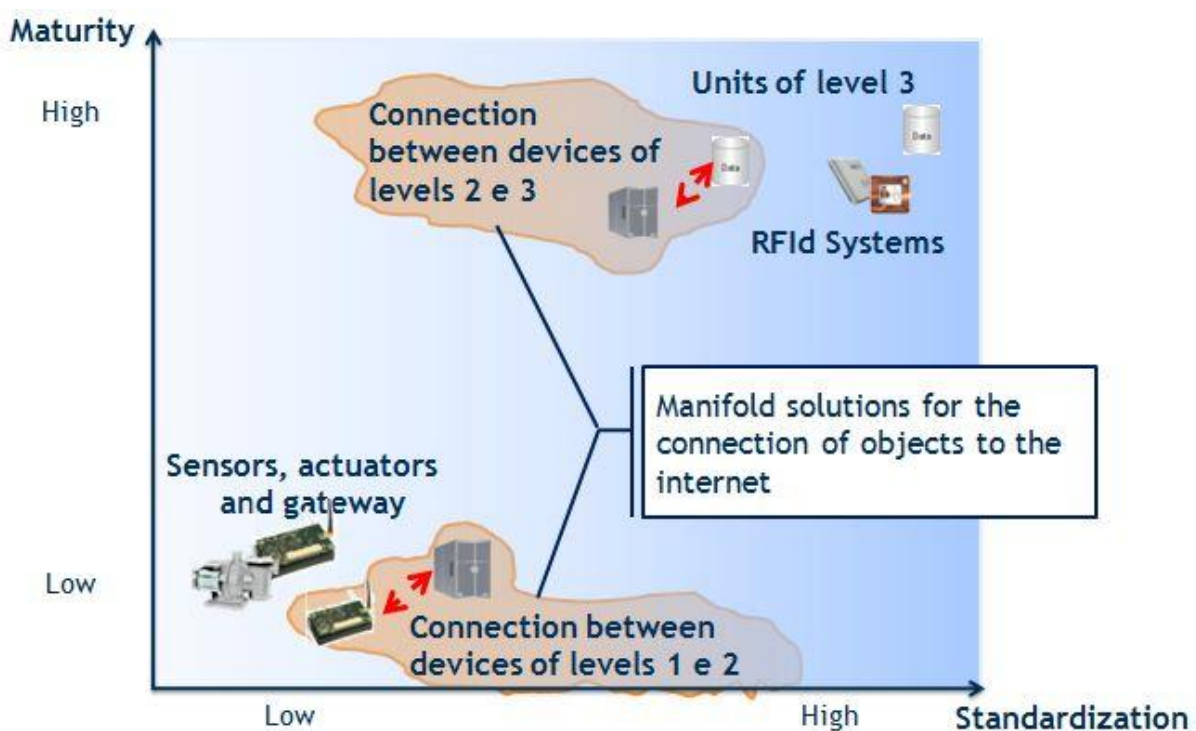 Maturity
High
Units of level 3
Connection
between devices of
levels 2 e 3
Data
Data
RFId Systems
Manifold solutions for the
connection of objects to the
internet
Sensors, actuators
and gateway
Low
Connection between
devices of levels 1 e 2
Low
High
Standardization